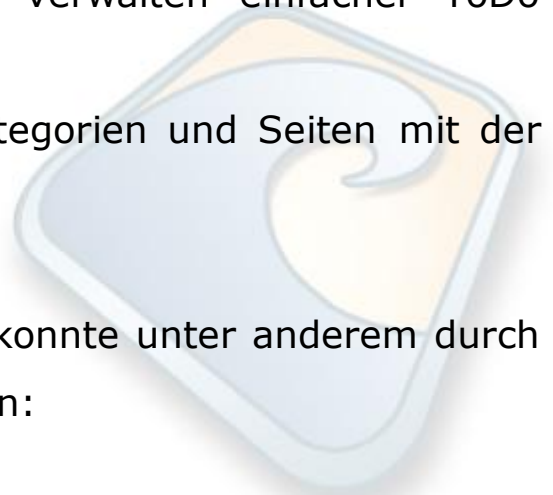 verwalten einfacher ToDo
tegorien und Seiten mit der
konnte unter anderem durch
n: